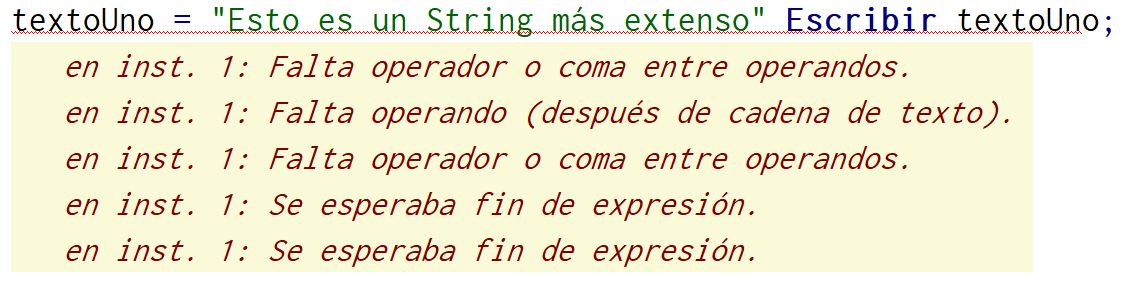 textoUno = "Esto es un String más extenso" Escribir textoUno;
en inst. 1: Falta operador o coma entre operandos.
en inst. 1: Falta operando (después de cadena de texto).
en inst. 1: Falta operador o coma entre operandos.
en inst. 1: Se esperaba fin de expresión.
en inst. 1: Se esperaba fin de expresión.